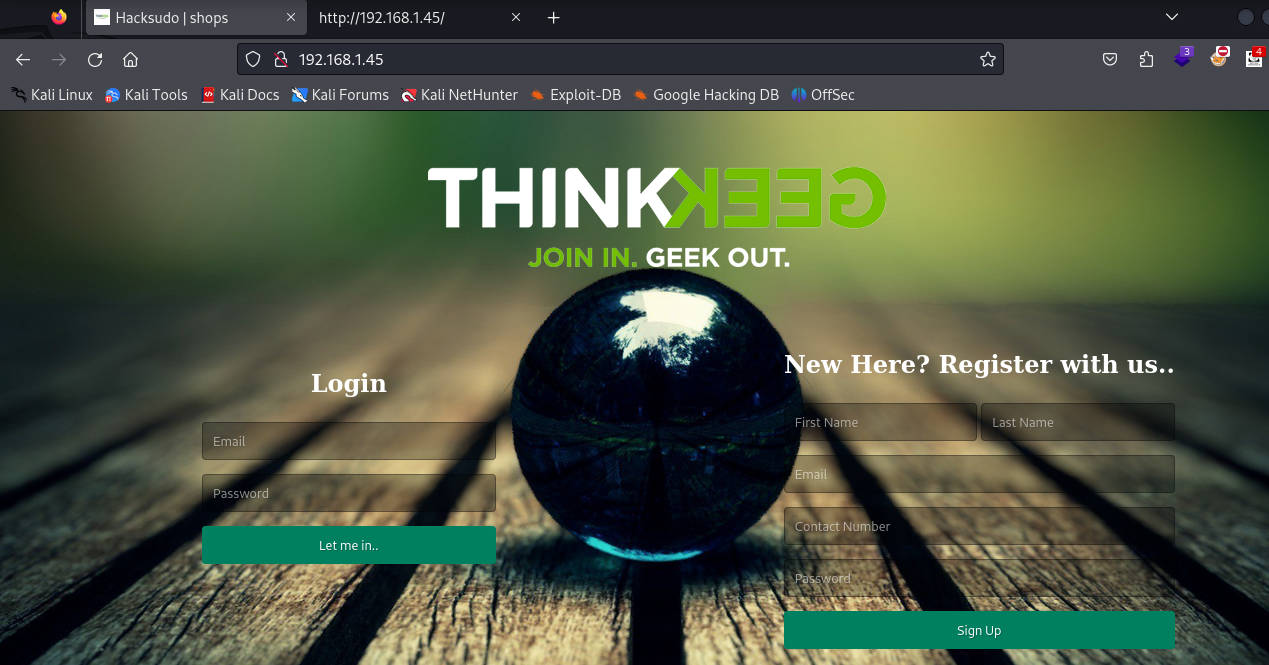 Hacksudo | shops
http://192.168.1.45/
192.168.1.45
3
4
Kali Linux
Kali Tools
Kali Docs
Kali Forums
Kali NetHunter
Exploit-DB
Google Hacking DB
OffSec
THINKGEEK
JOIN IN. GEEK OUT.
Login
Email
Password
Let me in..
New Here? Register with us..
First Name
Last Name
Email
Contact Number
Password
Sign Up